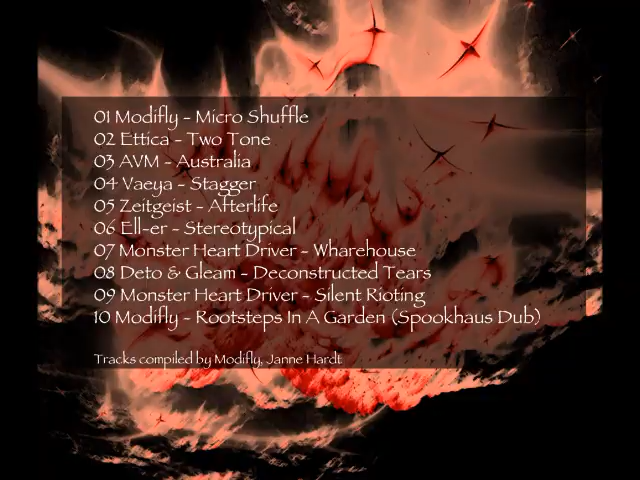 01 Modifly - Micro Shuffle
02 Ettica - Two Tone
03 AVM - Australia
04 Vaeya - Stagger
05 Zeitgeist - Afterlife
06 Ell-er - Stereotypical
07 Monster Heart Driver - Wharehouse
08 Deto & Gleam - Deconstructed Tears
09 Monster Heart Driver - Silent Rioting
10 Modifly - Rootsteps In A Garden (Spookhaus Dub)
Tracks compiled by Modifly, Janne Hardt